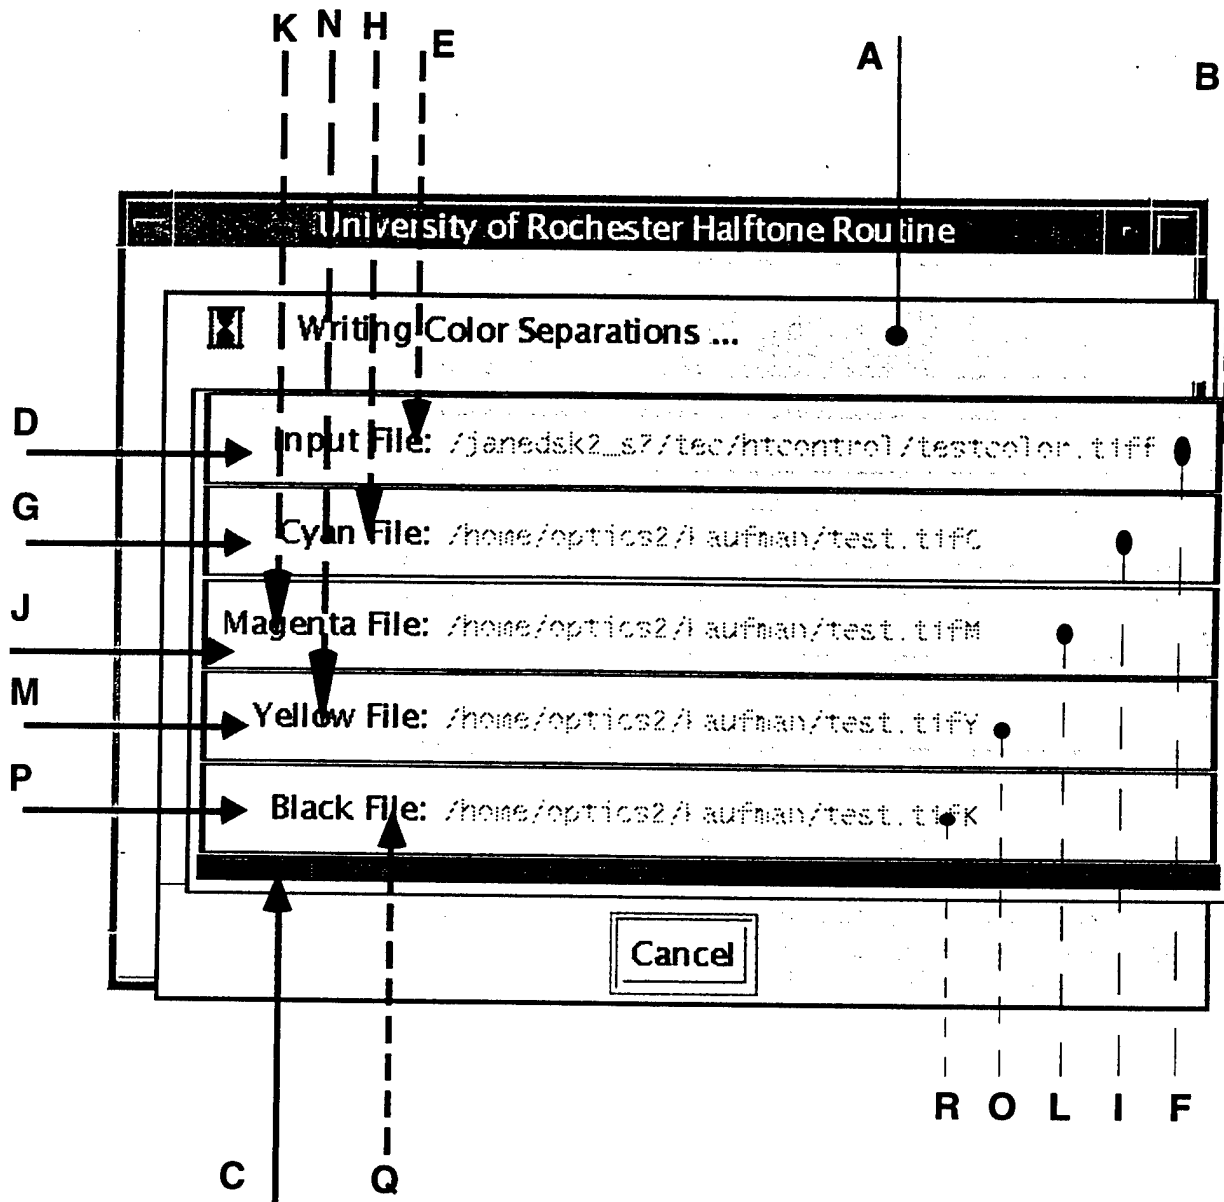 K N H E A B
University of Rochester Halftone Routine
Writing Color Separations ...
D Input File: /janedsk2_s7/tec/htcontrol/testcolor.tiff
G Cyan File: /home/optics2/kaufman/test.tifC
J Magenta File: /home/optics2/kaufman/test.tifM
M Yellow File: /home/optics2/kaufman/test.tifY
P Black File: /home/optics2/kaufman/test.tifK
Cancel
R O L I F
C Q